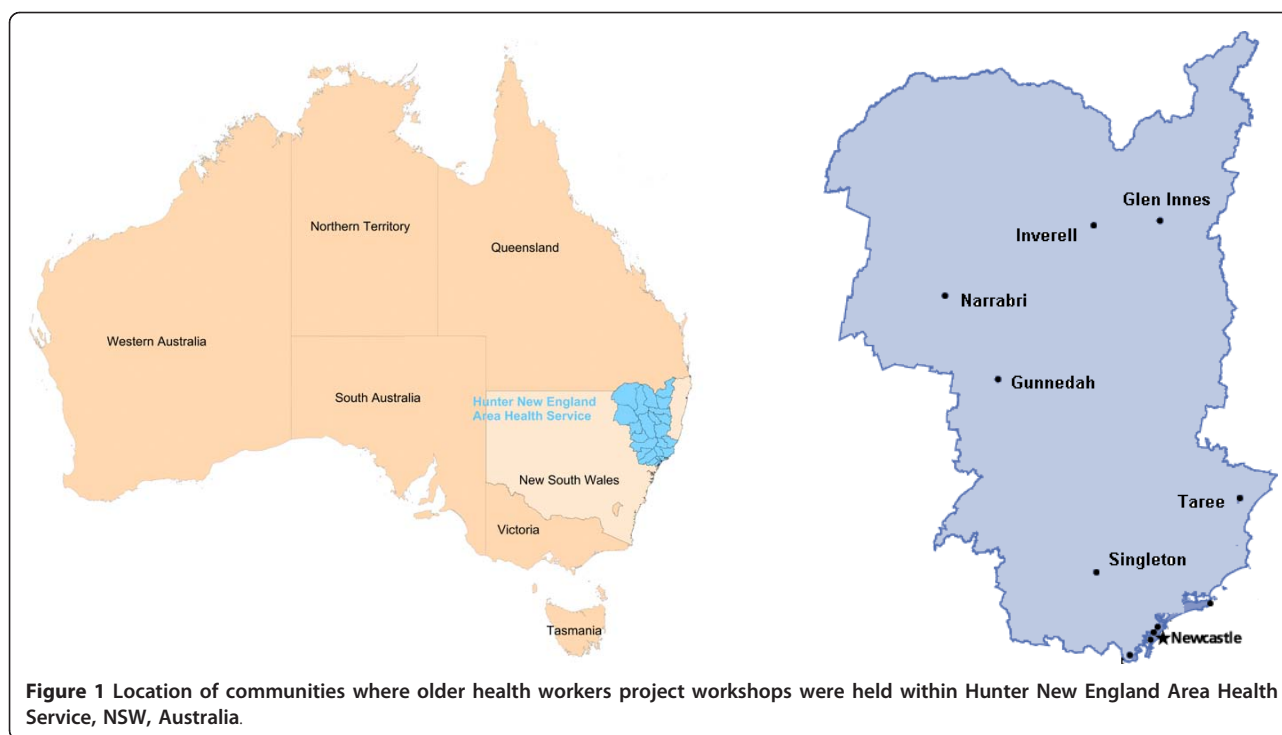 Northern Territory
Queensland
Western Australia
South Australia
Hunter New England
Area Health Service
New South Wales
Victoria
Tasmania
Glen Innes
Inverell
Narrabri
Gunnedah
Taree
Singleton
Newcastle
Figure 1 Location of communities where older health workers project workshops were held within Hunter New England Area Health
Service, NSW, Australia.